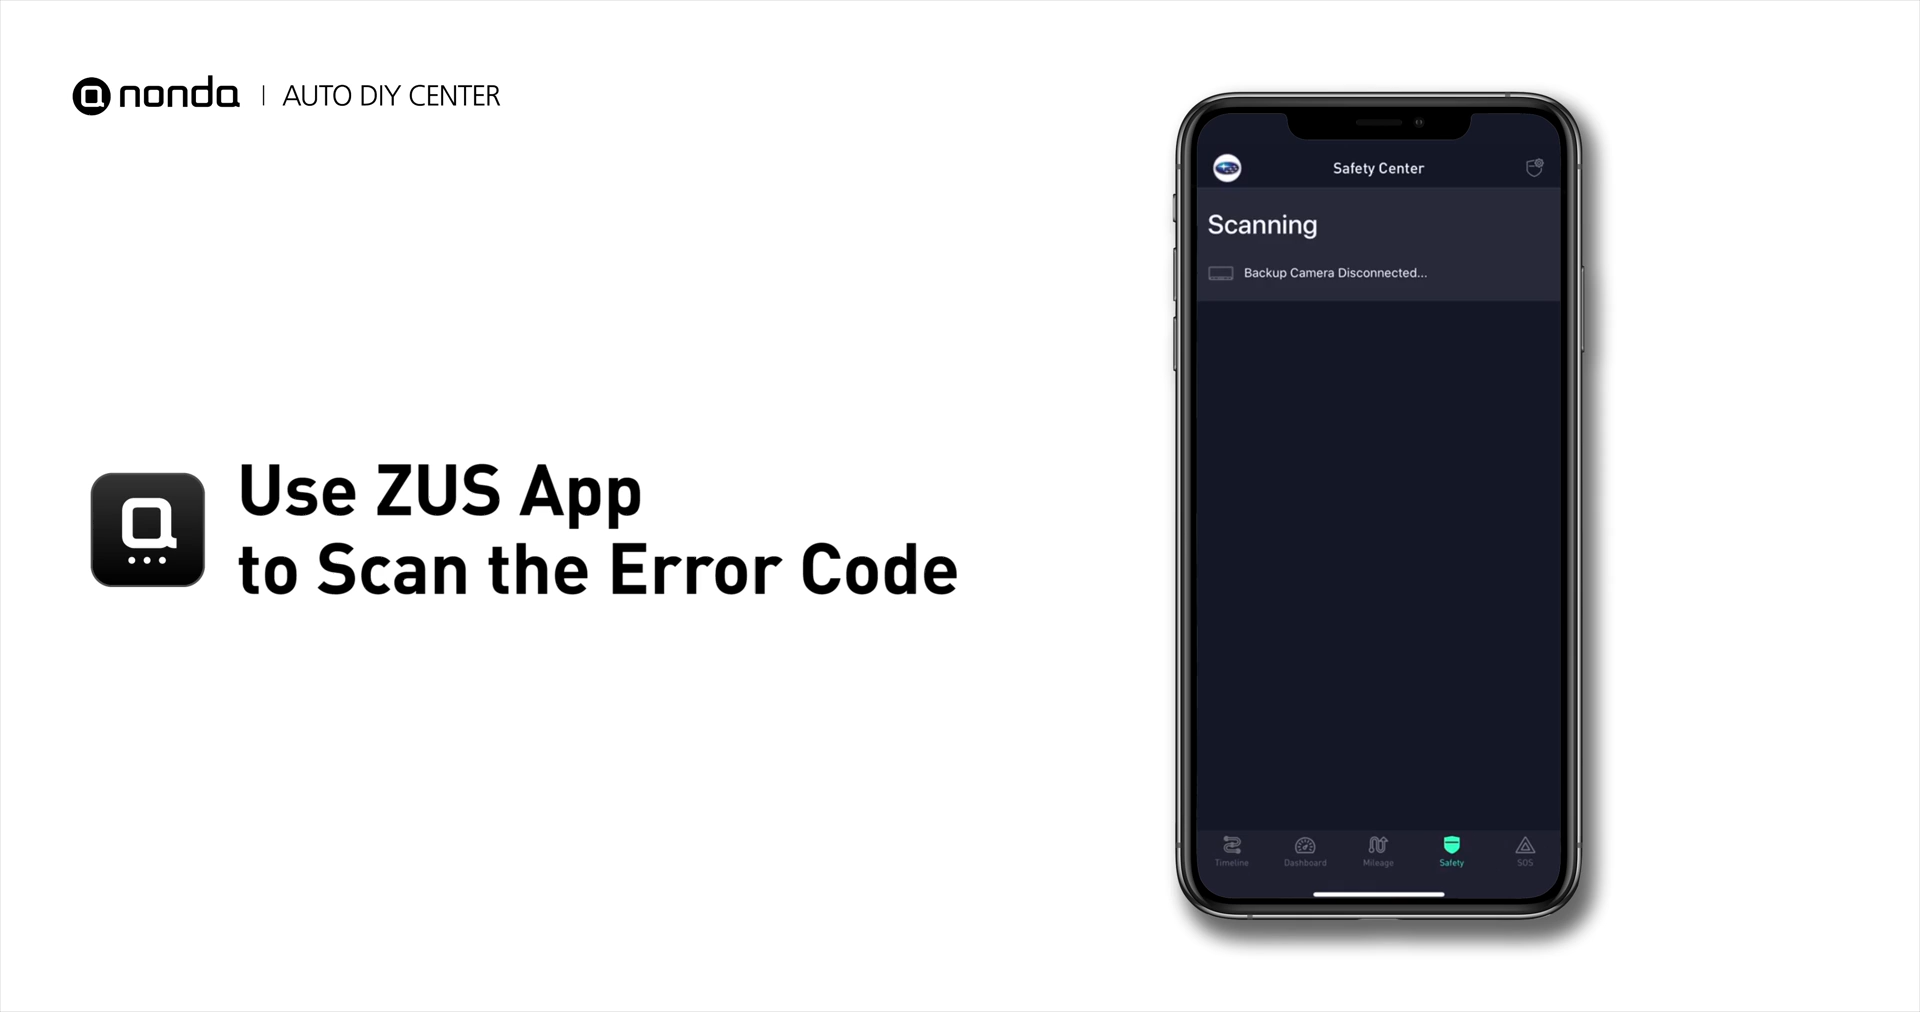 nonda | AUTO DIY CENTER
Use ZUS App
to Scan the Error Code
Safety Center
Scanning
Backup Camera Disconnected...
Timeline
Dashboard
Mileage
Safety
SOS